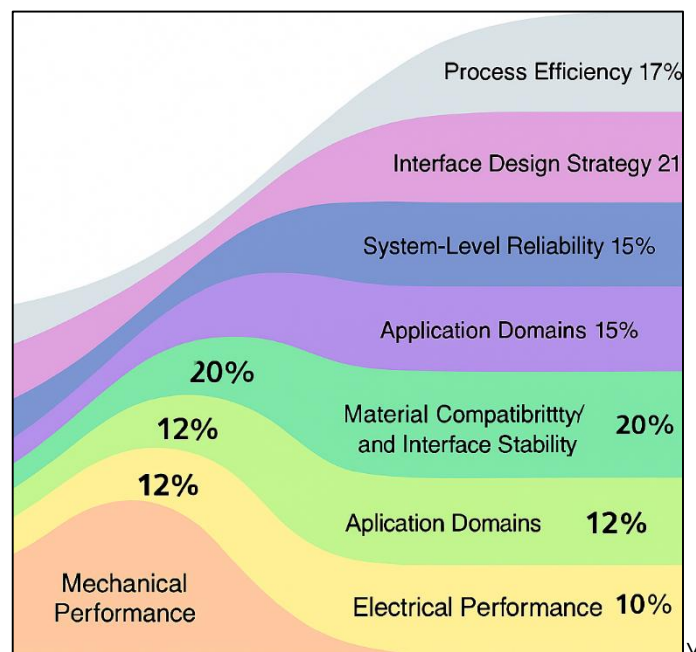 Process Efficiency 17%
Interface Design Strategy 21
System-Level Reliability 15%
Application Domains 15%
20%
Material Compatibrittty/
and Interface Stability
20%
12%
Aplication Domains 12%
12%
Mechanical
Performance
Electrical Performance 10%